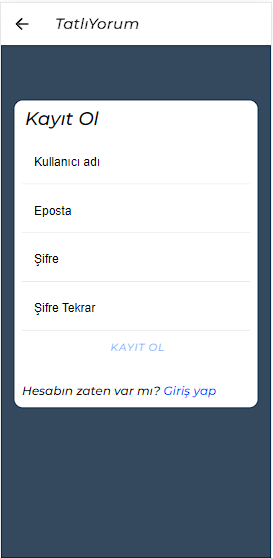 TatlıYorum
Kayıt Ol
Kullanıcı adı
Eposta
Şifre
Şifre Tekrar
KAYIT OL
Hesabın zaten var mı? Giriş yap